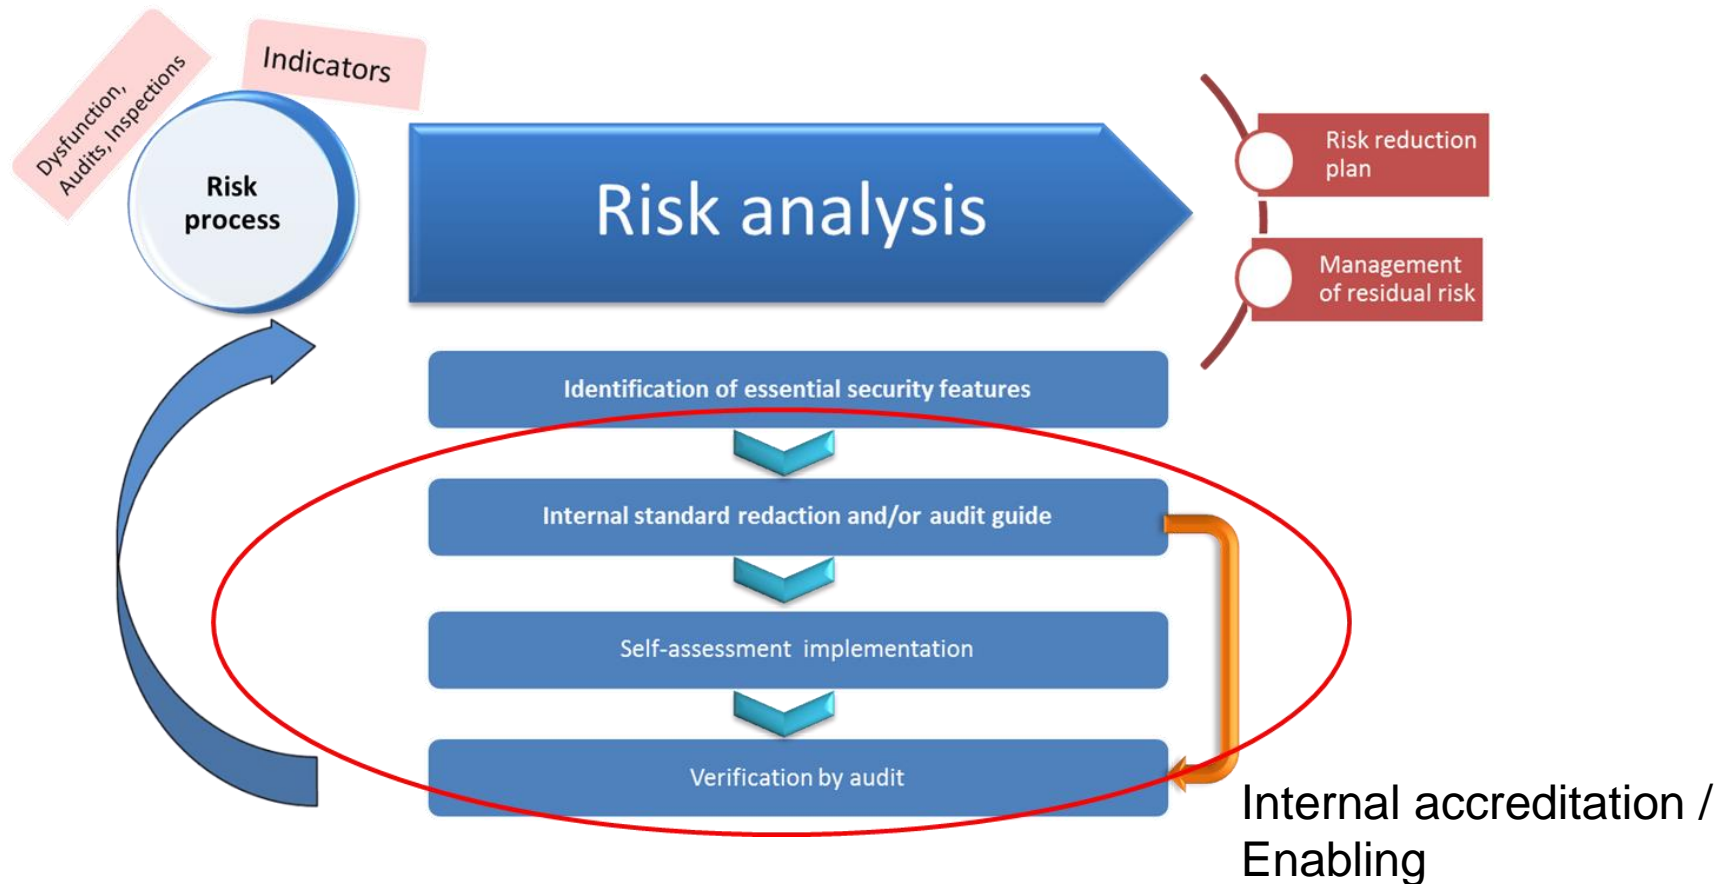 Dysfunction,
Audits, Inspections
Indicators
Risk
process
Risk analysis
Risk reduction
plan
Management
of residual risk
Identification of essential security features
Internal standard redaction and/or audit guide
Self-assessment implementation
Verification by audit
Internal accreditation /
Enabling